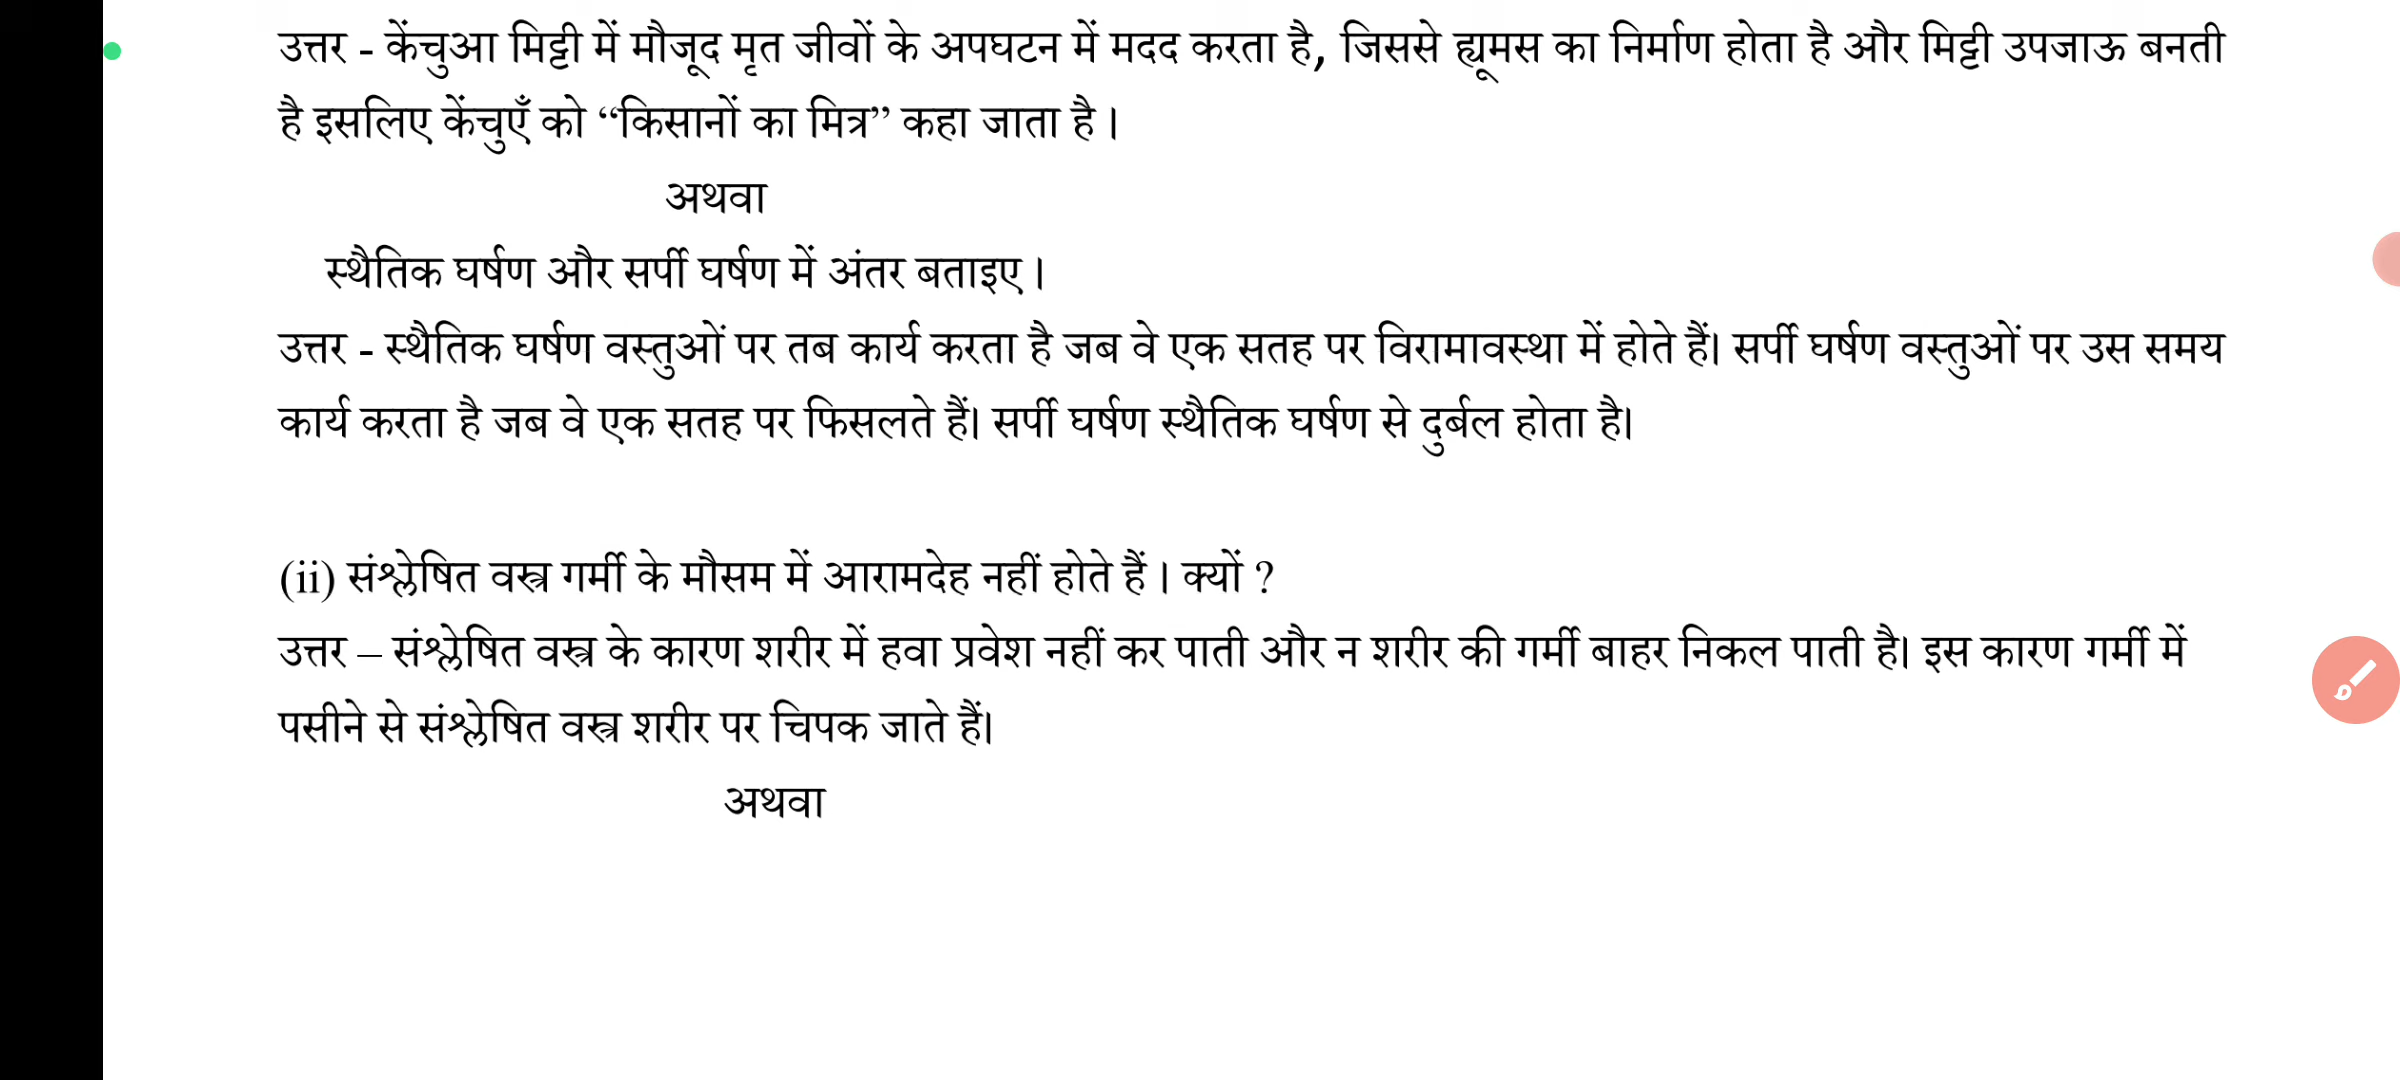 उत्तर - केंचुआ मिट्टी में मौजूद मृत जीवों के अपघटन में मदद करता है, जिससे ह्यूमस का निर्माण होता है और मिट्टी उपजाऊ बनती
है इसलिए केंचुएँ को “किसानों का मित्र” कहा जाता है ।
अथवा
स्थैतिक घर्षण और सर्पी घर्षण में अंतर बताइए ।
उत्तर - स्थैतिक घर्षण वस्तुओं पर तब कार्य करता है जब वे एक सतह पर विरामावस्था में होते हैं। सर्पी घर्षण वस्तुओं पर उस समय
कार्य करता है जब वे एक सतह पर फिसलते हैं। सर्पी घर्षण स्थैतिक घर्षण से दुर्बल होता है।
(ii) संश्लेषित वस्त्र गर्मी के मौसम में आरामदेह नहीं होते हैं । क्यों ?
उत्तर – संश्लेषित वस्त्र के कारण शरीर में हवा प्रवेश नहीं कर पाती और न शरीर की गर्मी बाहर निकल पाती है। इस कारण गर्मी में
पसीने से संश्लेषित वस्त्र शरीर पर चिपक जाते हैं।
अथवा